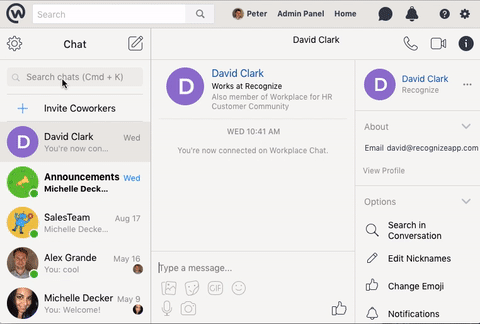 Search
Peter Admin Panel Home
Chat
David Clark
Search chats (Cmd + K)
Invite Coworkers
David Clark Wed
You're now con...
Announcements Wed
Michelle Deck...
SalesTeam Aug 17
Michelle Decke...
Alex Grande May 16
You: cool
Michelle Decker May 9
You: Welcome!
D
D
David Clark
Works at Recognize
Also member of Workplace for HR
Customer Community
WED 10:41 AM
You're now connected on Workplace Chat.
Type a message...
GIF
D
David Clark
Recognize
About
Email david@recognizeapp.com
View Profile
Options
Search in
Conversation
Edit Nicknames
Change Emoji
Notifications